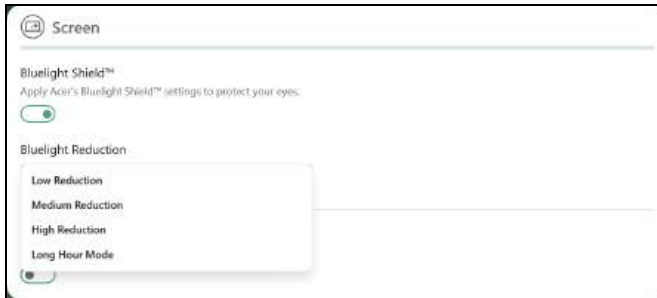 Screen
Bluelight Shield™
Apply Acer's Bluelight Shield™ settings to protect your eyes.
Bluelight Reduction
Low Reduction
Medium Reduction
High Reduction
Long Hour Mode